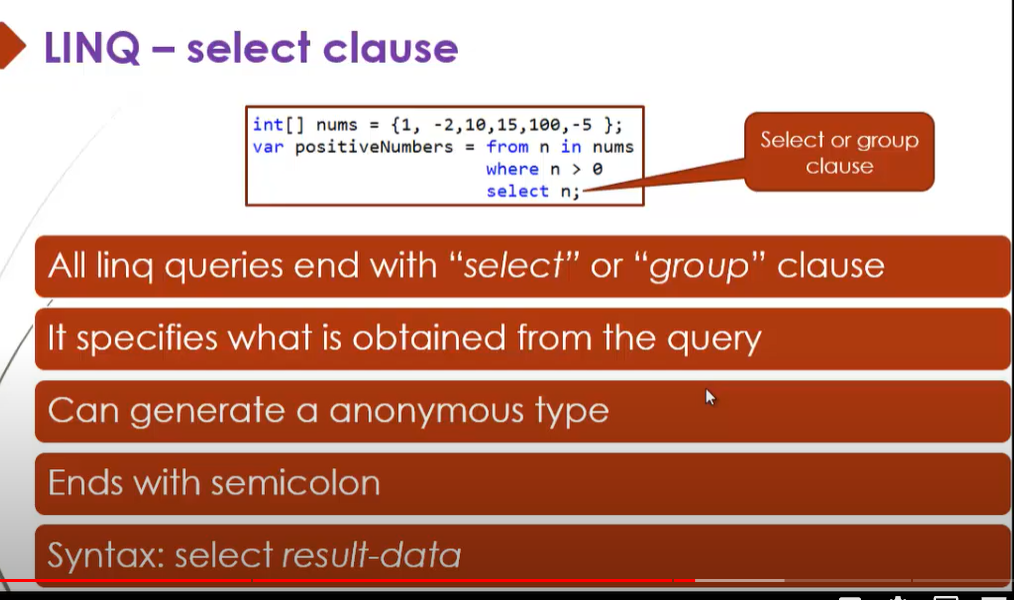 LINQ – select clause
int[] nums = {1, -2,10,15,100,-5 };
var positiveNumbers = from n in nums
where n > 0
select n;
Select or group
clause
All linq queries end with “select” or “group” clause
It specifies what is obtained from the query
Can generate a anonymous type
Ends with semicolon
Syntax: select result-data